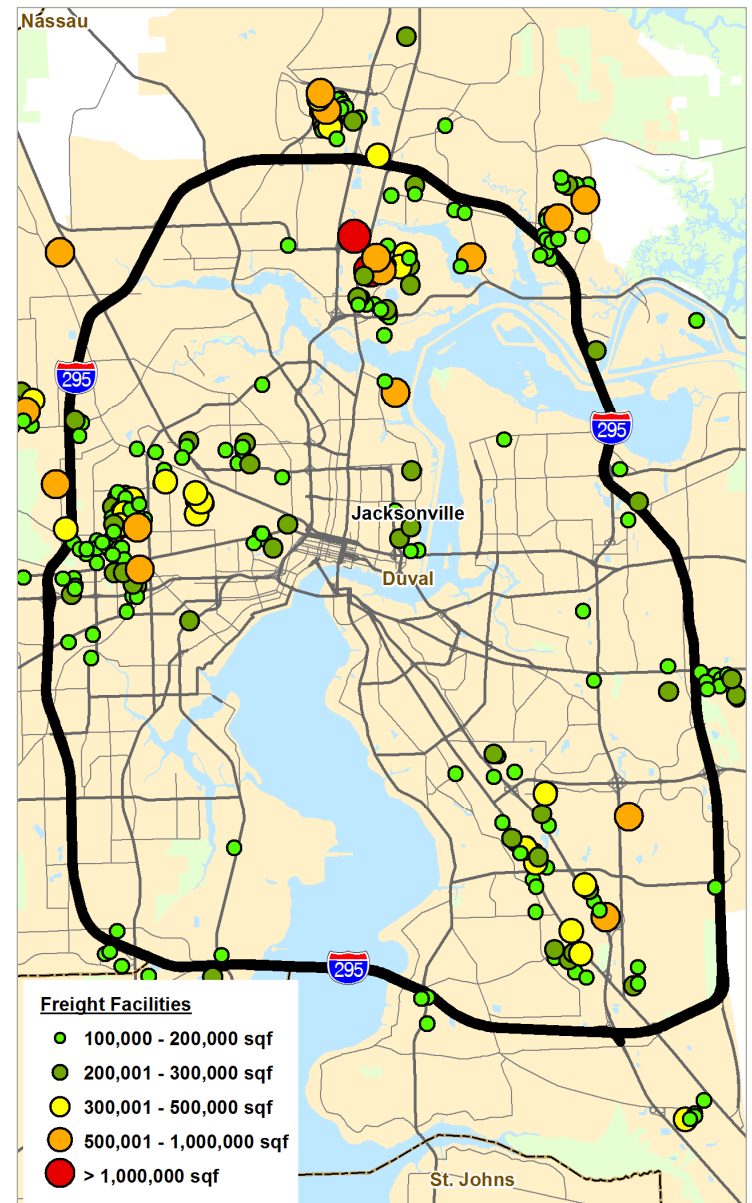 Nassau
295
295
Jacksonville
Duval
295
Freight Facilities
100,000 - 200,000 sqf
200,001 - 300,000 sqf
300,001 - 500,000 sqf
500,001 - 1,000,000 sqf
> 1,000,000 sqf
St. Johns